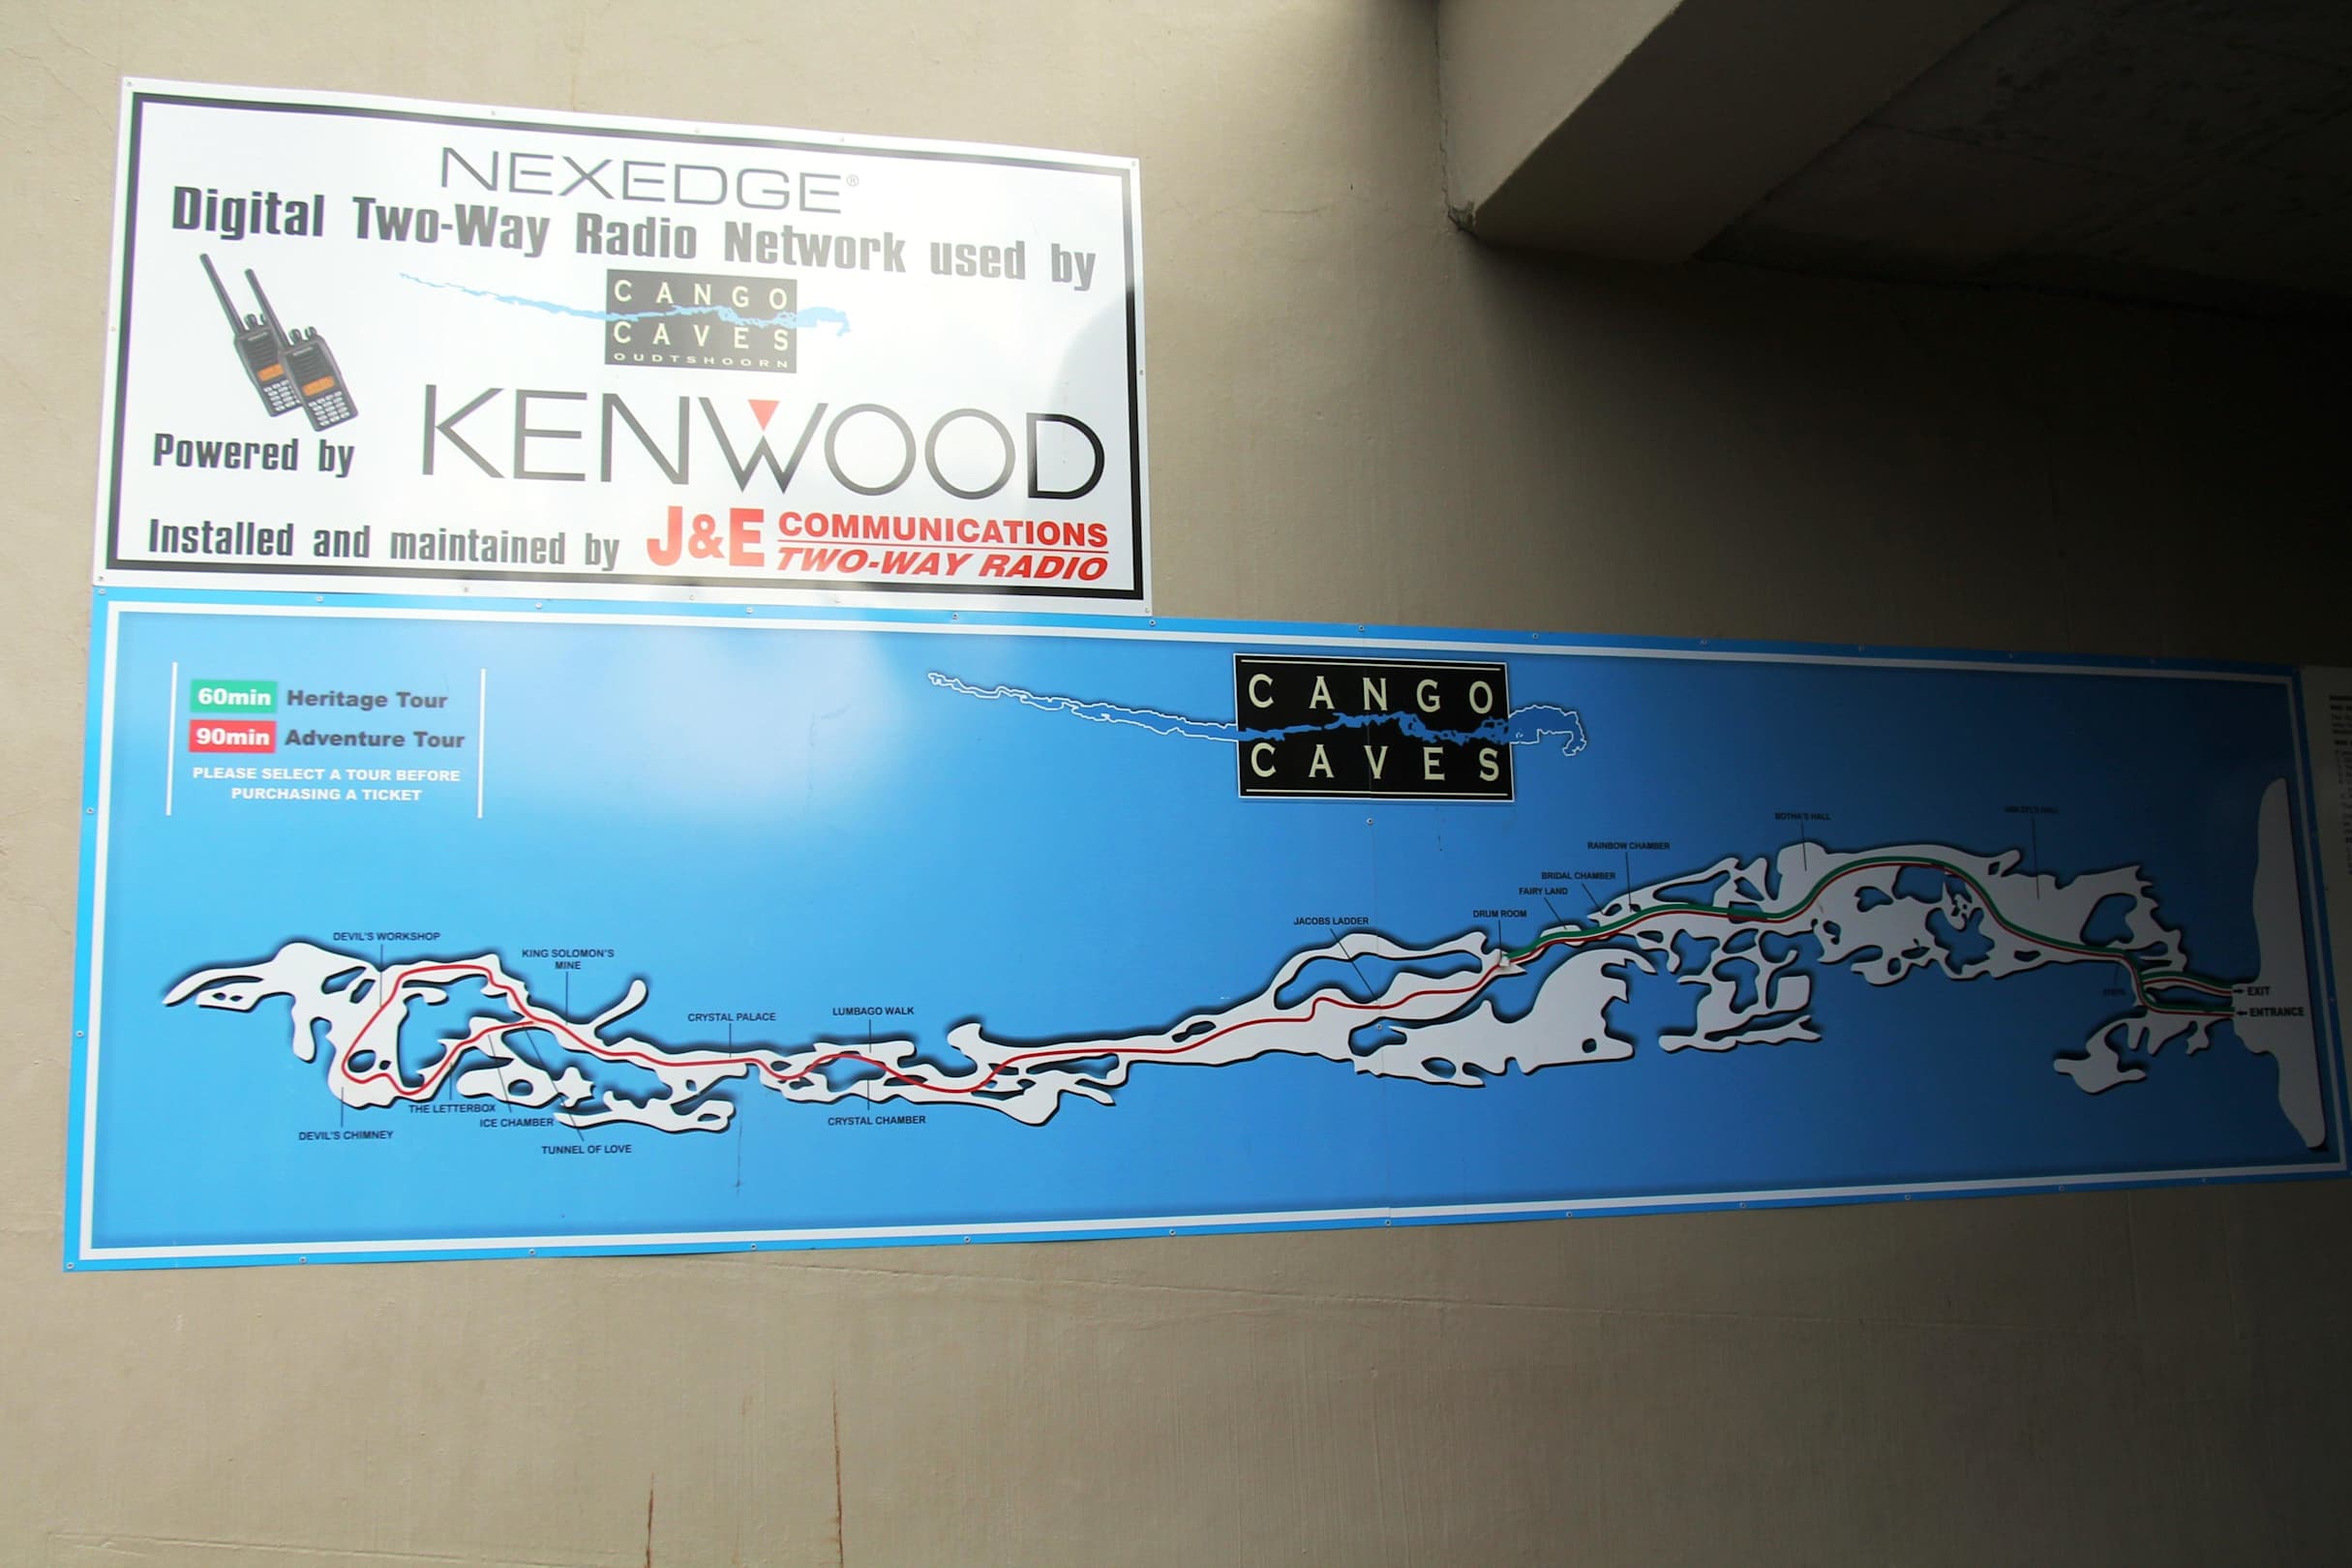 NEXEDGE®
Digital Two-Way Radio Network used by
CANGO
CAVES
OUDTSHOORN
KENWOOD
Powered by
Installed and maintained by J&E COMMUNICATIONS
TWO-WAY RADIO
60min Heritage Tour
90min Adventure Tour
PLEASE SELECT A TOUR BEFORE
PURCHASING A TICKET
CANGO
CAVES
BOTHA'S HALL
RAINBOW CHAMBER
BRIDAL CHAMBER
FAIRY LAND
DRUM ROOM
JACOBS LADDER
DEVIL'S WORKSHOP
KING SOLOMON'S
MINE
CRYSTAL PALACE
LUMBAGO WALK
EXIT
ENTRANCE
THE LETTERBOX
ICE CHAMBER
CRYSTAL CHAMBER
DEVIL'S CHIMNEY
TUNNEL OF LOVE